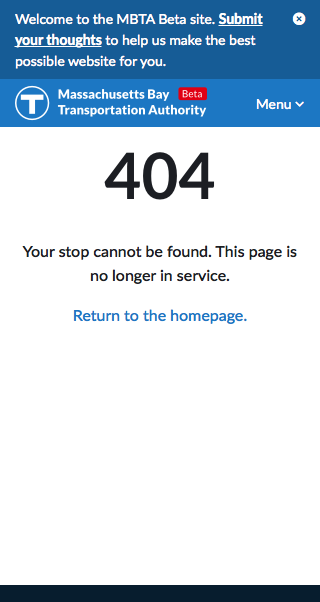 Welcome to the MBTA Beta site. Submit
your thoughts to help us make the best
possible website for you.
T
Massachusetts Bay Beta
Transportation Authority
Menu
404
Your stop cannot be found. This page is
no longer in service.
Return to the homepage.